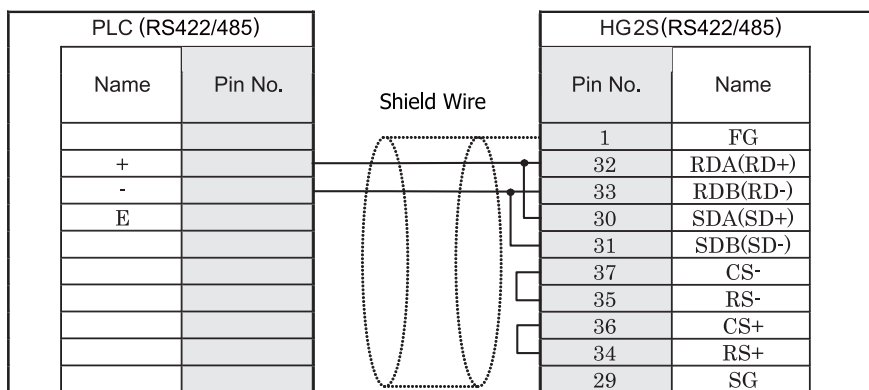 PLC (RS422/485)
HG2S(RS422/485)
Name Pin No.
Shield Wire
Pin No. Name
1 FG
+ 32 RDA(RD+)
- 33 RDB(RD-)
E 30 SDA(SD+)
31 SDB(SD-)
37 CS-
35 RS-
36 CS+
34 RS+
29 SG